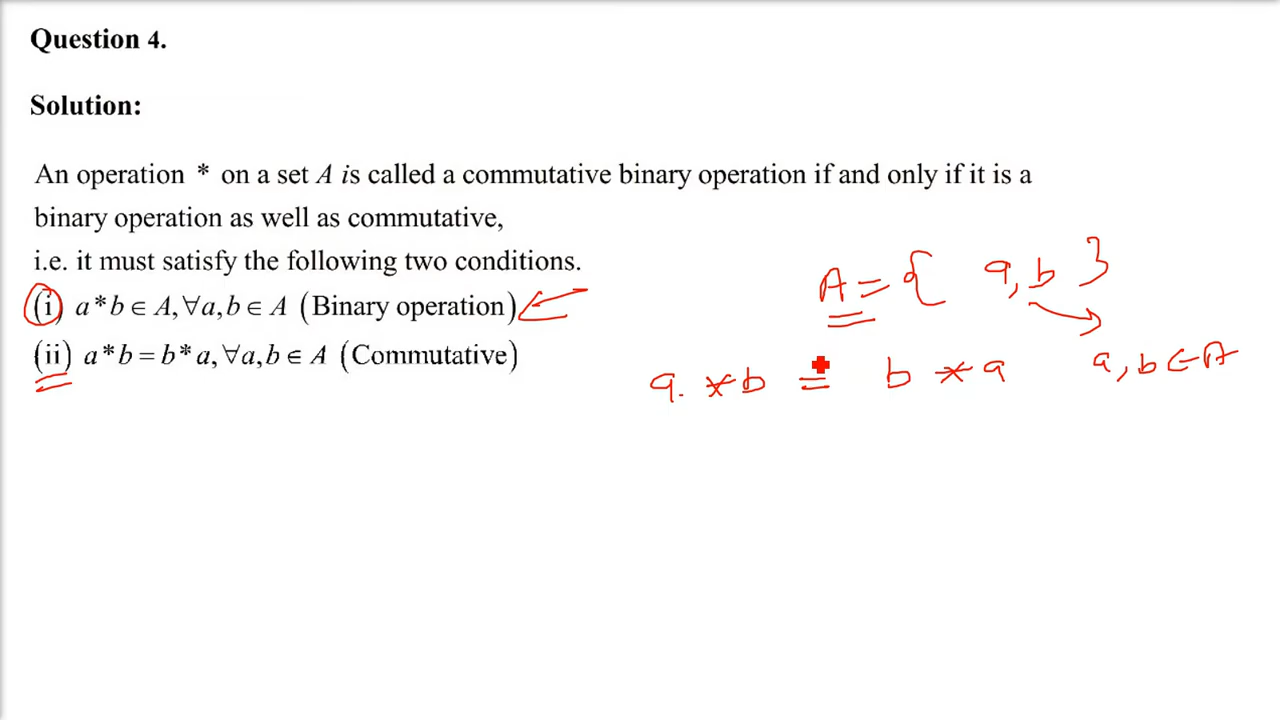 Question 4.
Solution:
An operation * on a set A is called a commutative binary operation if and only if it is a
binary operation as well as commutative,
i.e. it must satisfy the following two conditions.
(i) a*b ∈ A, ∀a,b ∈ A (Binary operation)
(ii) a*b = b*a, ∀a,b ∈ A (Commutative)
A = { a, b }
a. * b = b * a
a, b ∈ A